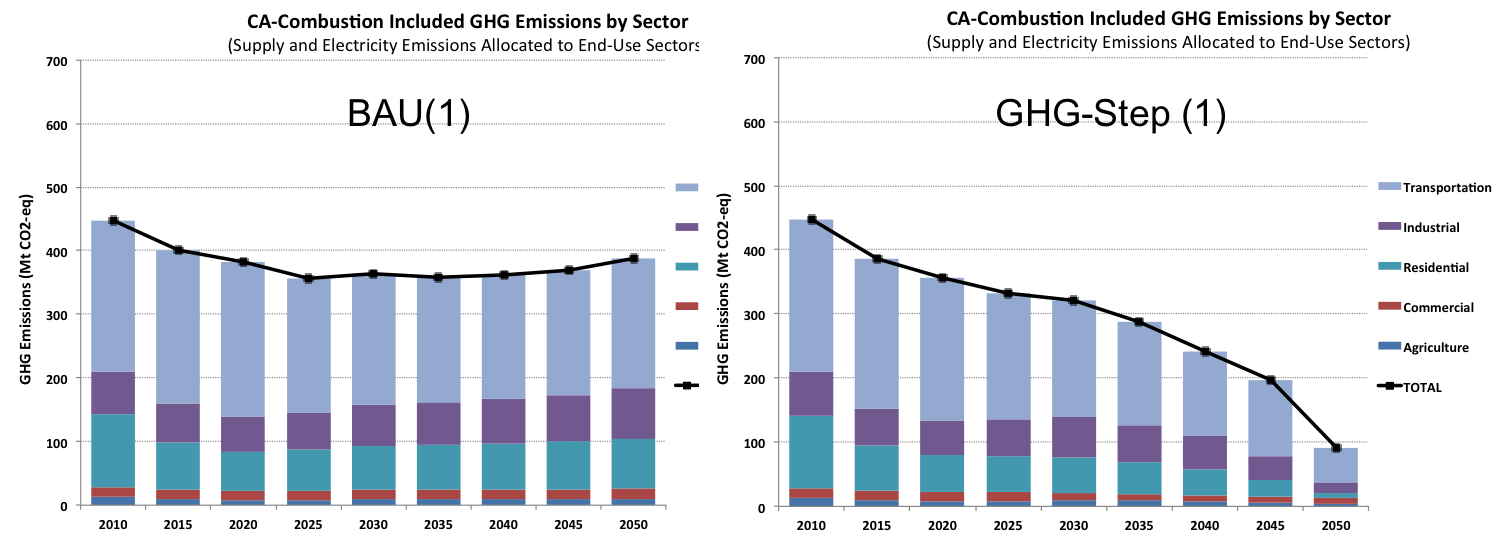 CA-Combustion Included GHG Emissions by Sector
(Supply and Electricity Emissions Allocated to End-Use Sectors
BAU(1)
GHG Emissions (Mt CO2-eq)
700
600
500
400
300
200
100
0
2010 2015 2020 2025 2030 2035 2040 2045 2050
CA-Combustion Included GHG Emissions by Sector
(Supply and Electricity Emissions Allocated to End-Use Sectors)
GHG-Step (1)
GHG Emissions (Mt CO2-eq)
700
600
500
400
300
200
100
0
2010 2015 2020 2025 2030 2035 2040 2045 2050
Transportation
Industrial
Residential
Commercial
Agriculture
TOTAL